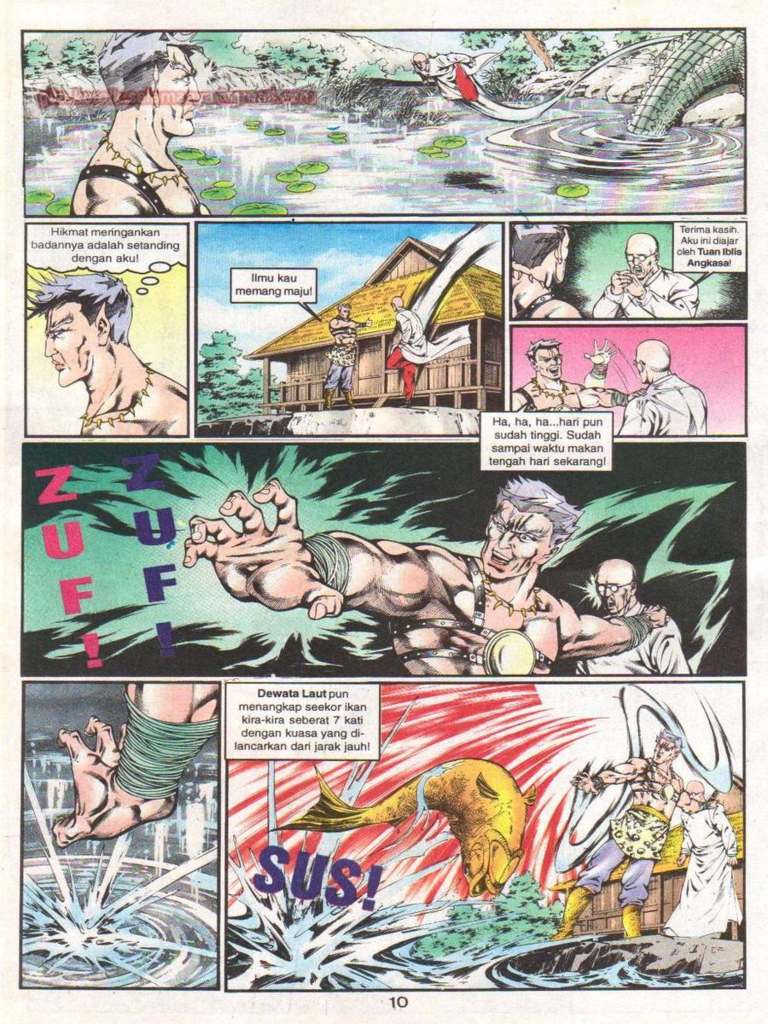 Hikmat meringankan
badannya adalah setanding
dengan aku!
Ilmu kau
memang maju!
Terima kasih.
Aku ini diajar
oleh Tuan Iblis
Angkasa!
Ha, ha, ha...hari pun
sudah tinggi. Sudah
sampai waktu makan
tengah hari sekarang!
ZUF!
ZUF!
Dewata Laut pun
menangkap seekor ikan
kira-kira seberat 7 kati
dengan kuasa yang di-
lancarkan dari jarak jauh!
SUS!
10